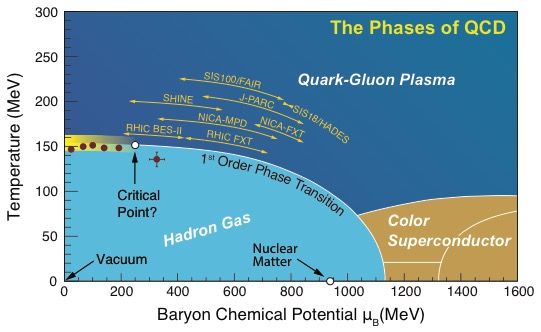 The Phases of QCD
Temperature (MeV)
300
250
200
150
100
50
0
SIS100/FAIR
Quark-Gluon Plasma
J-PARC
SHINE
SIS18/HADES
NICA-MPD
NICA-FXT
RHIC BES-II
RHIC FXT
1st Order Phase Transition
Critical
Point?
Hadron Gas
Color
Superconductor
Nuclear
Matter
Vacuum
0
200
400
600
800
1000
1200
1400
1600
Baryon Chemical Potential μB(MeV)